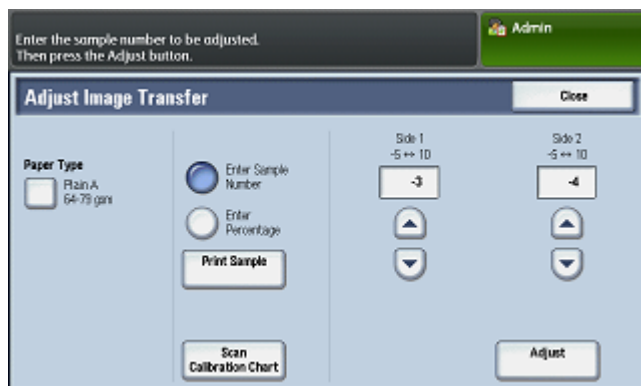 Enter the sample number to be adjusted.
Then press the Adjust button.
Admin
Adjust Image Transfer
Close
Paper Type
Plain A
64-79 gsm
Enter Sample
Number
Enter
Percentage
Print Sample
Scan
Calibration Chart
Side 1
-5 ↔ 10
-3
Side 2
-5 ↔ 10
-4
Adjust